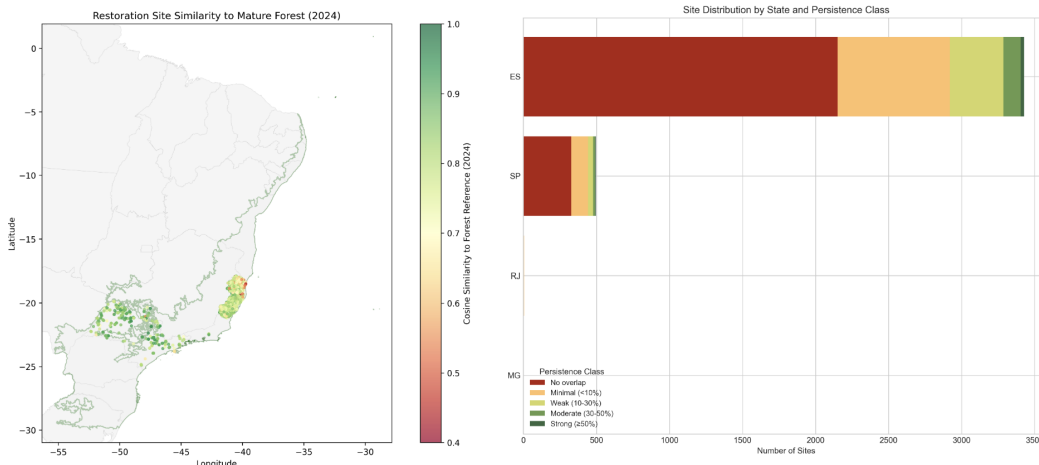 Restoration Site Similarity to Mature Forest (2024)
0
−5
−10
−15
−20
−25
−30
Latitude
−55
−50
−45
−40
−35
−30
Longitude
1.0
0.9
0.8
0.7
0.6
0.5
0.4
Cosine Similarity to Forest Reference (2024)
Site Distribution by State and Persistence Class
ES
SP
RJ
MG
Persistence Class
No overlap
Minimal (<10%)
Weak (10-30%)
Moderate (30-50%)
Strong (≥50%)
0
500
1000
1500
2000
2500
3000
Number of Sites